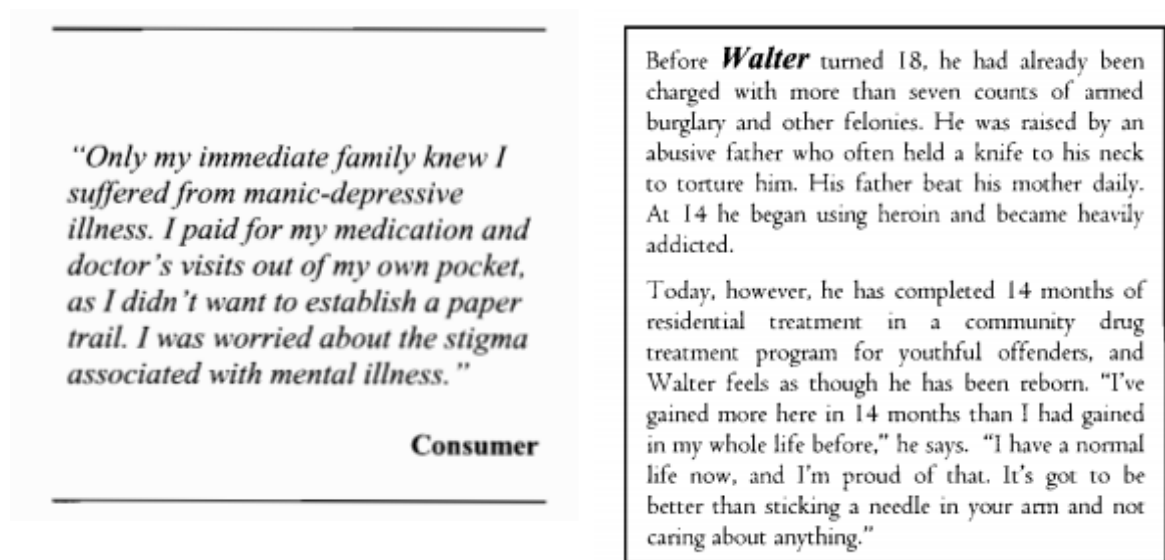 “Only my immediate family knew I
suffered from manic-depressive
illness. I paid for my medication and
doctor’s visits out of my own pocket,
as I didn’t want to establish a paper
trail. I was worried about the stigma
associated with mental illness.”
Consumer
Before Walter turned 18, he had already been
charged with more than seven counts of armed
burglary and other felonies. He was raised by an
abusive father who often held a knife to his neck
to torture him. His father beat his mother daily.
At 14 he began using heroin and became heavily
addicted.
Today, however, he has completed 14 months of
residential treatment in a community drug
treatment program for youthful offenders, and
Walter feels as though he has been reborn. “I’ve
gained more here in 14 months than I had gained
in my whole life before,” he says. “I have a normal
life now, and I’m proud of that. It’s got to be
better than sticking a needle in your arm and not
caring about anything.”